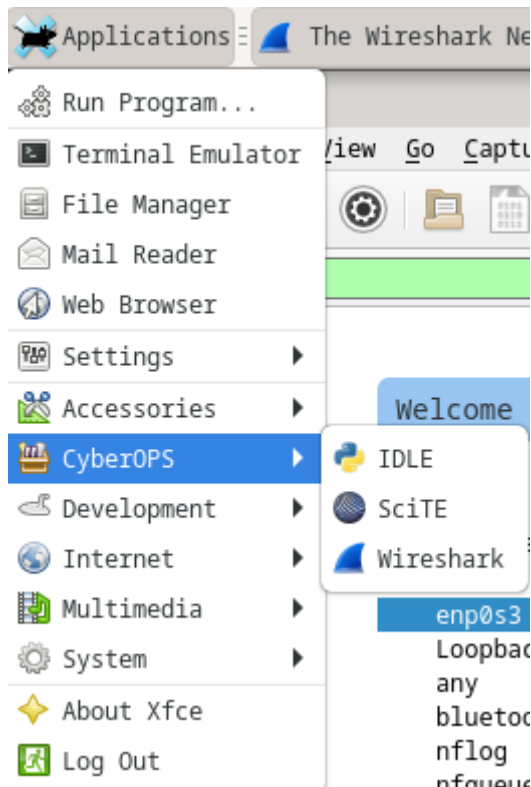 Applications
The Wireshark Ne
Run Program...
Terminal Emulator
View Go Captu
File Manager
Mail Reader
Web Browser
Settings
Accessories
Welcome
CyberOPS
IDLE
Development
SciTE
Internet
Wireshark
Multimedia
enp0s3
Loopbac
System
any
About Xfce
bluetoo
nflog
Log Out
nfqueue